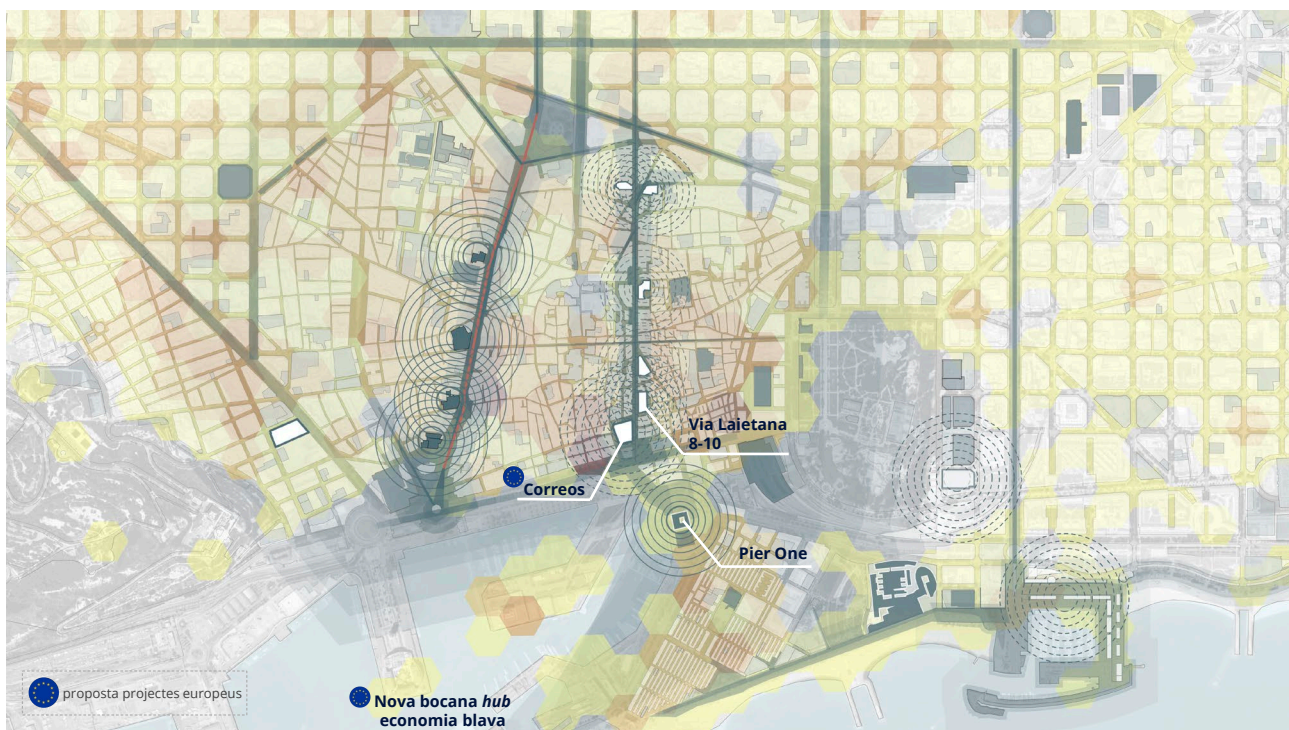 Via Laietana
8-10
Correos
Pier One
proposta projectes europeus
Nova bocana hub
economia blava